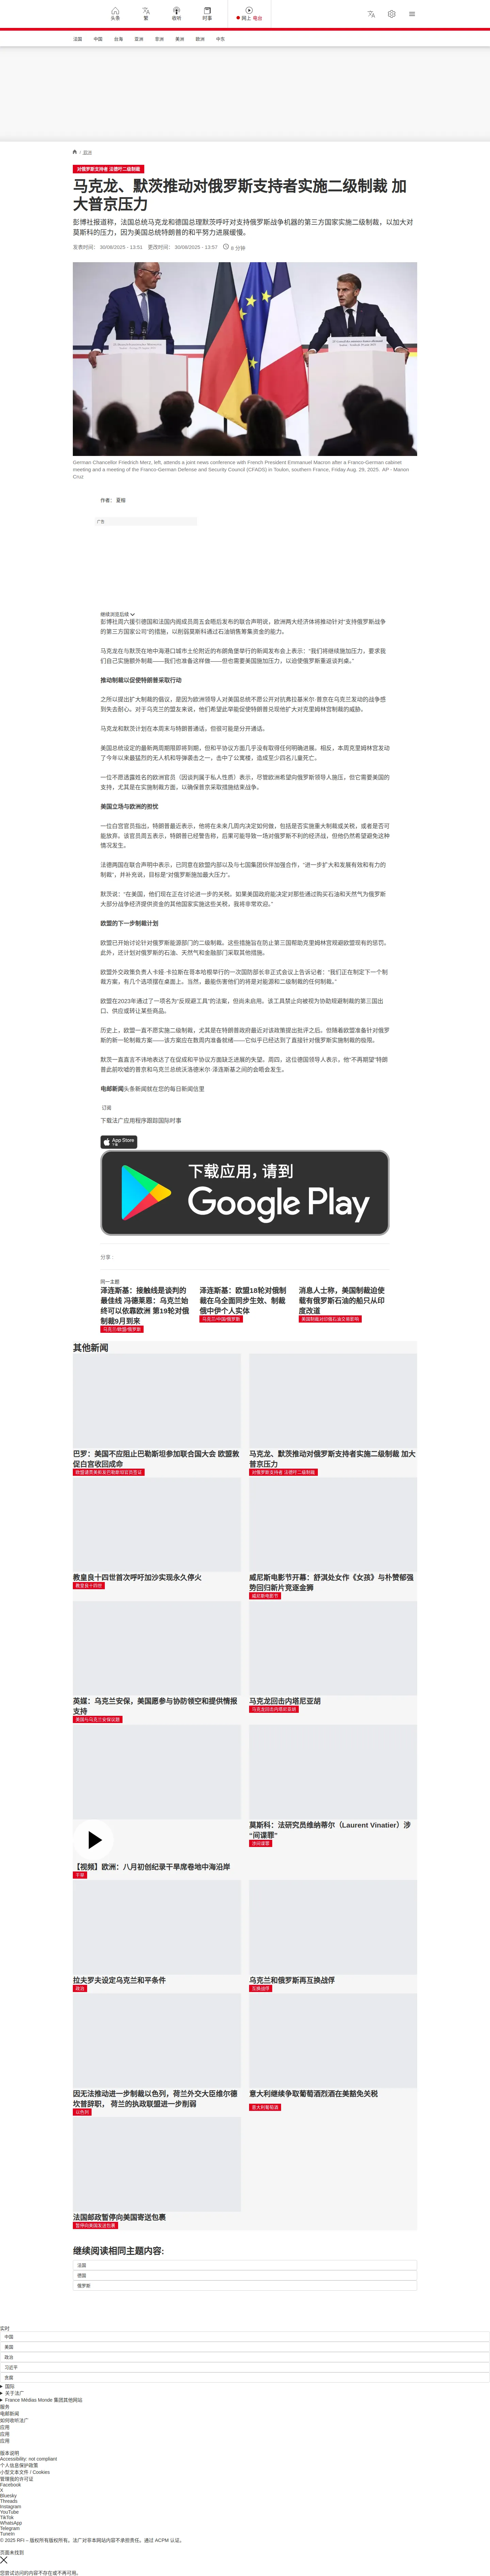 头条
繁
收听
时事
网上 电台
法国
中国
台海
亚洲
非洲
美洲
欧洲
中东
/ 欧洲
对俄罗斯支持者 法德吁二级制裁
马克龙、默茨推动对俄罗斯支持者实施二级制裁 加
大普京压力
彭博社报道称，法国总统马克龙和德国总理默茨呼吁对支持俄罗斯战争机器的第三方国家实施二级制裁，以加大对
莫斯科的压力，因为美国总统特朗普的和平努力进展缓慢。
发表时间： 30/08/2025 - 13:51 更改时间： 30/08/2025 - 13:57 6 分钟
German Chancellor Friedrich Merz, left, attends a joint news conference with French President Emmanuel Macron after a Franco-German cabinet
meeting and a meeting of the Franco-German Defense and Security Council (CFADS) in Toulon, southern France, Friday Aug. 29, 2025. AP - Manon
Cruz
作者： 夏榕
广告
继续浏览后续
彭博社周六援引德国和法国内阁成员周五会晤后发布的联合声明说，欧洲两大经济体将推动针对“支持俄罗斯战争
的第三方国家公司”的措施，以削弱莫斯科通过石油销售筹集资金的能力。
马克龙在与默茨在地中海港口城市土伦附近的布朗庞堡举行的新闻发布会上表示：“我们将继续施加压力，要求我
们自己实施额外制裁——我们也准备这样做——但也需要美国施加压力，以迫使俄罗斯重返谈判桌。”
推动制裁以促使特朗普采取行动
之所以提出扩大制裁的倡议，是因为欧洲领导人对美国总统不愿公开对抗弗拉基米尔·普京在乌克兰发动的战争感
到失去耐心。对于乌克兰的盟友来说，他们希望此举能促使特朗普兑现他扩大对克里姆林宫制裁的威胁。
马克龙和默茨计划在本周末与特朗普通话，但很可能是分开通话。
美国总统设定的最新两周期限即将到期，但和平协议方面几乎没有取得任何明确进展。相反，本周克里姆林宫发动
了今年以来最猛烈的无人机和导弹袭击之一，击中了公寓楼，造成至少四名儿童死亡。
一位不愿透露姓名的欧洲官员（因谈判属于私人性质）表示，尽管欧洲希望向俄罗斯领导人施压，但它需要美国的
支持，尤其是在实施制裁方面，以确保普京采取措施结束战争。
美国立场与欧洲的担忧
一位白宫官员指出，特朗普最近表示，他将在未来几周内决定如何做，包括是否实施重大制裁或关税，或者是否可
能放弃。该官员周五表示，特朗普已经警告称，后果可能导致一场对俄罗斯不利的经济战，但他仍然希望避免这种
情况发生。
法德两国在联合声明中表示，已同意在欧盟内部以及与七国集团伙伴加强合作，“进一步扩大和发展有效和有力的
制裁”，并补充说，目标是“对俄罗斯施加最大压力”。
默茨说：“在美国，他们现在正在讨论进一步的关税。如果美国政府能决定对那些通过购买石油和天然气为俄罗斯
大部分战争经济提供资金的其他国家实施这些关税，我将非常欢迎。”
欧盟的下一步制裁计划
欧盟已开始讨论针对俄罗斯能源部门的二级制裁。这些措施旨在防止第三国帮助克里姆林宫规避欧盟现有的惩罚。
此外，还计划对俄罗斯的石油、天然气和金融部门采取其他措施。
欧盟外交政策负责人卡娅·卡拉斯在哥本哈根举行的一次国防部长非正式会议上告诉记者：“我们正在制定下一个制
裁方案，有几个选项摆在桌面上。当然，最能伤害他们的将是对能源和二级制裁的任何制裁。”
欧盟在2023年通过了一项名为“反规避工具”的法案，但尚未启用。该工具禁止向被视为协助规避制裁的第三国出
口、供应或转让某些商品。
历史上，欧盟一直不愿实施二级制裁，尤其是在特朗普政府最近对该政策提出批评之后。但随着欧盟准备针对俄罗
斯的新一轮制裁方案——该方案应在数周内准备就绪——它似乎已经达到了直接针对俄罗斯实施制裁的极限。
默茨一直直言不讳地表达了在促成和平协议方面缺乏进展的失望。周四，这位德国领导人表示，他“不再期望”特朗
普此前吹嘘的普京和乌克兰总统沃洛德米尔·泽连斯基之间的会晤会发生。
电邮新闻头条新闻就在您的每日新闻信里
订阅
下载法广应用程序跟踪国际时事
App Store
下载
下载应用，请到
Google Play
分享 :
同一主题
泽连斯基：接触线是谈判的
最佳线 冯德莱恩：乌克兰始
终可以依靠欧洲 第19轮对俄
制裁9月到来
乌克兰/欧盟/俄罗斯
泽连斯基：欧盟18轮对俄制
裁在乌全面同步生效、制裁
俄中伊个人实体
乌克兰/中国/俄罗斯
消息人士称，美国制裁迫使
载有俄罗斯石油的船只从印
度改道
美国制裁对印俄石油交易影响
其他新闻
巴罗：美国不应阻止巴勒斯坦参加联合国大会 欧盟敦
促白宫收回成命
欧盟谴责美拒发巴勒斯坦官员签证
马克龙、默茨推动对俄罗斯支持者实施二级制裁 加大
普京压力
对俄罗斯支持者 法德吁二级制裁
教皇良十四世首次呼吁加沙实现永久停火
教皇良十四世
威尼斯电影节开幕：舒淇处女作《女孩》与朴赞郁强
势回归新片竞逐金狮
威尼斯电影节
英媒：乌克兰安保，美国愿参与协防领空和提供情报
支持
美国与乌克兰安保议题
马克龙回击内塔尼亚胡
马克龙回击内塔尼亚胡
【视频】欧洲：八月初创纪录干旱席卷地中海沿岸
干旱
莫斯科：法研究员维纳蒂尔（Laurent Vinatier）涉
“间谍罪”
涉间谍罪
拉夫罗夫设定乌克兰和平条件
政治
乌克兰和俄罗斯再互换战俘
互换战俘
因无法推动进一步制裁以色列，荷兰外交大臣维尔德
坎普辞职， 荷兰的执政联盟进一步削弱
以色列
意大利继续争取葡萄酒烈酒在美豁免关税
意大利葡萄酒
法国邮政暂停向美国寄送包裹
暂停向美国发送包裹
继续阅读相同主题内容:
法国
德国
俄罗斯
实时
中国
美国
政治
习近平
贪腐
国际
关于法广
France Médias Monde 集团其他网站
服务
电邮新闻
如何收听法广
应用
应用
应用
版本说明
Accessibility: not compliant
个人信息保护政策
小型文本文件 / Cookies
管理我的许可证
Facebook
X
Bluesky
Threads
Instagram
YouTube
TikTok
WhatsApp
Telegram
TuneIn
© 2025 RFI – 版权所有版权所有。法广对非本网站内容不承担责任。通过 ACPM 认证。
页面未找到
您尝试访问的内容不存在或不再可用。